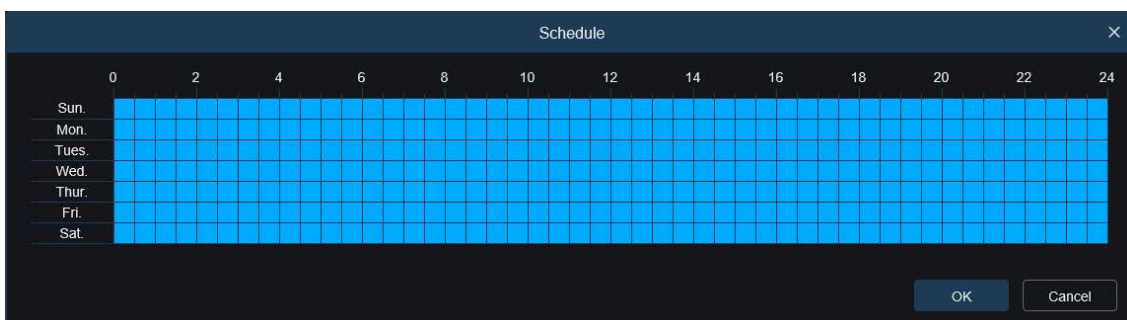 Schedule
0 2 4 6 8 10 12 14 16 18 20 22 24
Sun.
Mon.
Tues.
Wed.
Thur.
Fri.
Sat.
OK Cancel